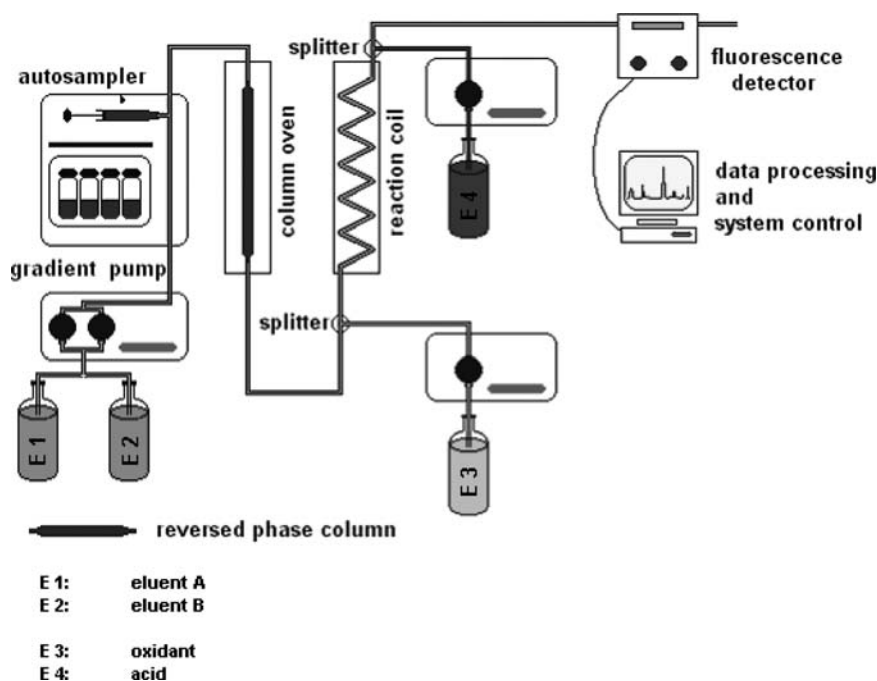 splitter
autosampler
fluorescence
detector
column oven
reaction coil
E 4
data processing
and
system control
gradient pump
splitter
E 1
E 2
E 3
reversed phase column
E 1: eluent A
E 2: eluent B
E 3: oxidant
E 4: acid